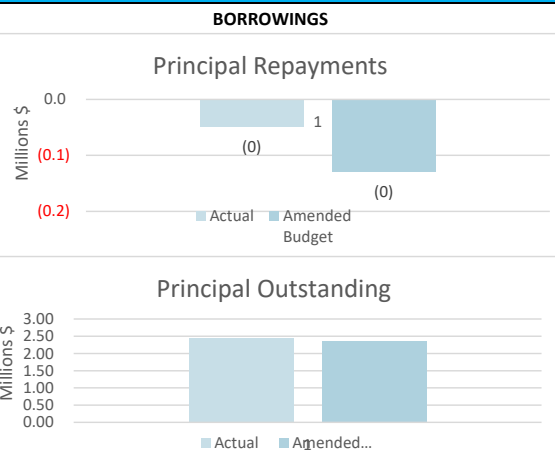 BORROWINGS
Principal Repayments
Millions $
0.0
(0.1)
(0.2)
1
(0)
(0)
Actual
Amended
Budget
Principal Outstanding
Millions $
3.00
2.50
2.00
1.50
1.00
0.50
0.00
Actual
Amended...
1